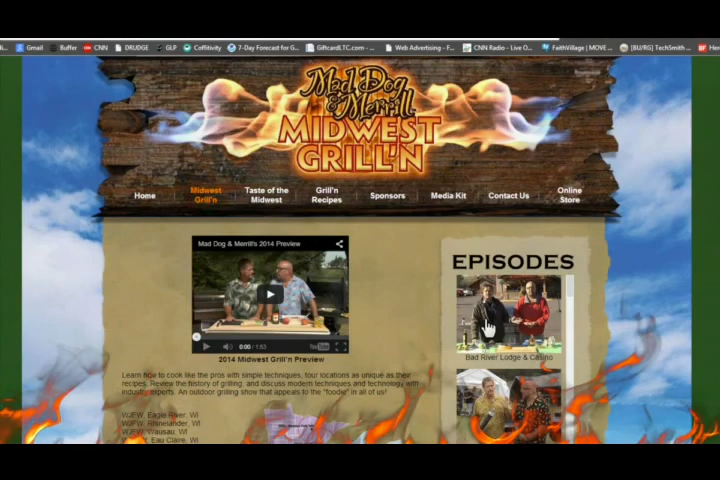 Gmail Buffer CNN DRUDGE GLP Coffitivity 7-Day Forecast for G... GiftcardLTC.com - ... Web Advertising - F... CNN Radio - Live O... FaithVillage | MOVE ... [BU/RG] TechSmith ...
Mad Dog
& Merrill
MIDWEST
GRILL'N
Home
Midwest
Grill'n
Taste of the
Midwest
Grill'n
Recipes
Sponsors
Media Kit
Contact Us
Online
Store
Mad Dog & Merrill's 2014 Preview
0:00 / 1:53
YouTube
2014 Midwest Grill'n Preview
Learn how to cook like the pros with simple techniques, four locations as unique as their
recipes. Review the history of grilling, and discuss modern techniques and technology with
industry experts. An outdoor grilling show that appeals to the "foodie" in all of us!
WJFW, Eagle River, WI
WJFW, Rhinelander, WI
WJFW, Wausau, WI
Eau Claire, WI
EPISODES
Bad River Lodge & Casino